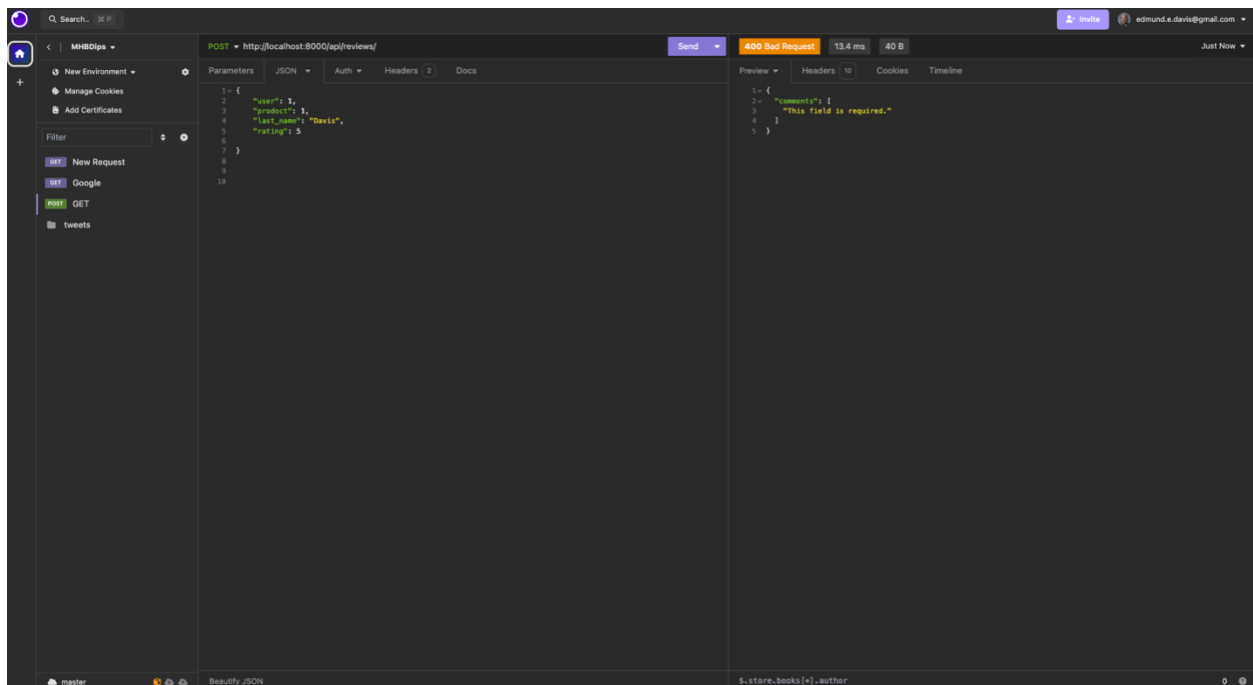 Search.. ⌘ P
Invite
edmund.e.davis@gmail.com
MHBDips
New Environment
Manage Cookies
Add Certificates
Filter
GET New Request
GET Google
POST GET
tweets
master
POST http://localhost:8000/api/reviews/
Send
Parameters JSON Auth Headers 2 Docs
1 {
2 "user": 1,
3 "product": 1,
4 "last_name": "Davis",
5 "rating": 5
6
7 }
8
9
10
Beautify JSON
400 Bad Request 13.4 ms 40 B
Just Now
Preview Headers 10 Cookies Timeline
1 {
2 "comments": [
3 "This field is required."
4 ]
5 }
$.store.books[*].author
0